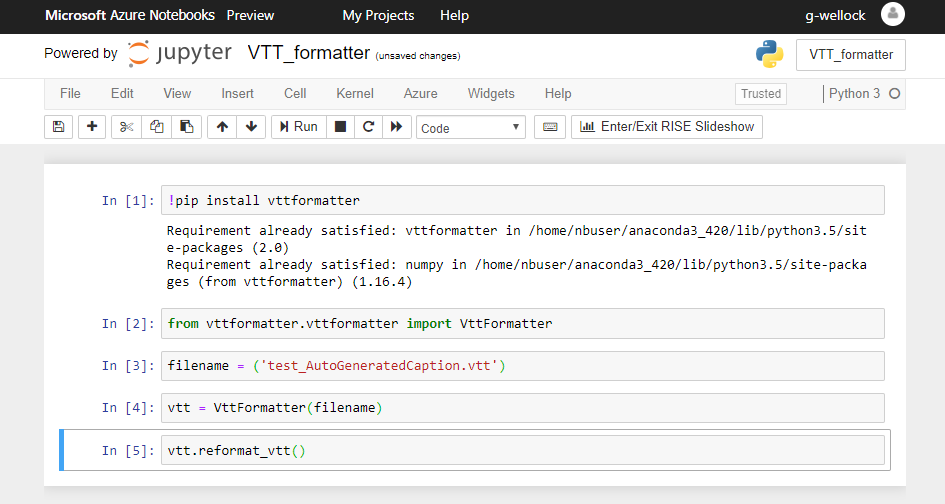 Microsoft Azure Notebooks Preview My Projects Help g-wellock
Powered by jupyter VTT_formatter (unsaved changes) VTT_formatter
File Edit View Insert Cell Kernel Azure Widgets Help Trusted Python 3
Run Code Enter/Exit RISE Slideshow
In [1]: !pip install vttformatter
Requirement already satisfied: vttformatter in /home/nbuser/anaconda3_420/lib/python3.5/sit
e-packages (2.0)
Requirement already satisfied: numpy in /home/nbuser/anaconda3_420/lib/python3.5/site-packa
ges (from vttformatter) (1.16.4)
In [2]: from vttformatter.vttformatter import VttFormatter
In [3]: filename = ('test_AutoGeneratedCaption.vtt')
In [4]: vtt = VttFormatter(filename)
In [5]: vtt.reformat_vtt()